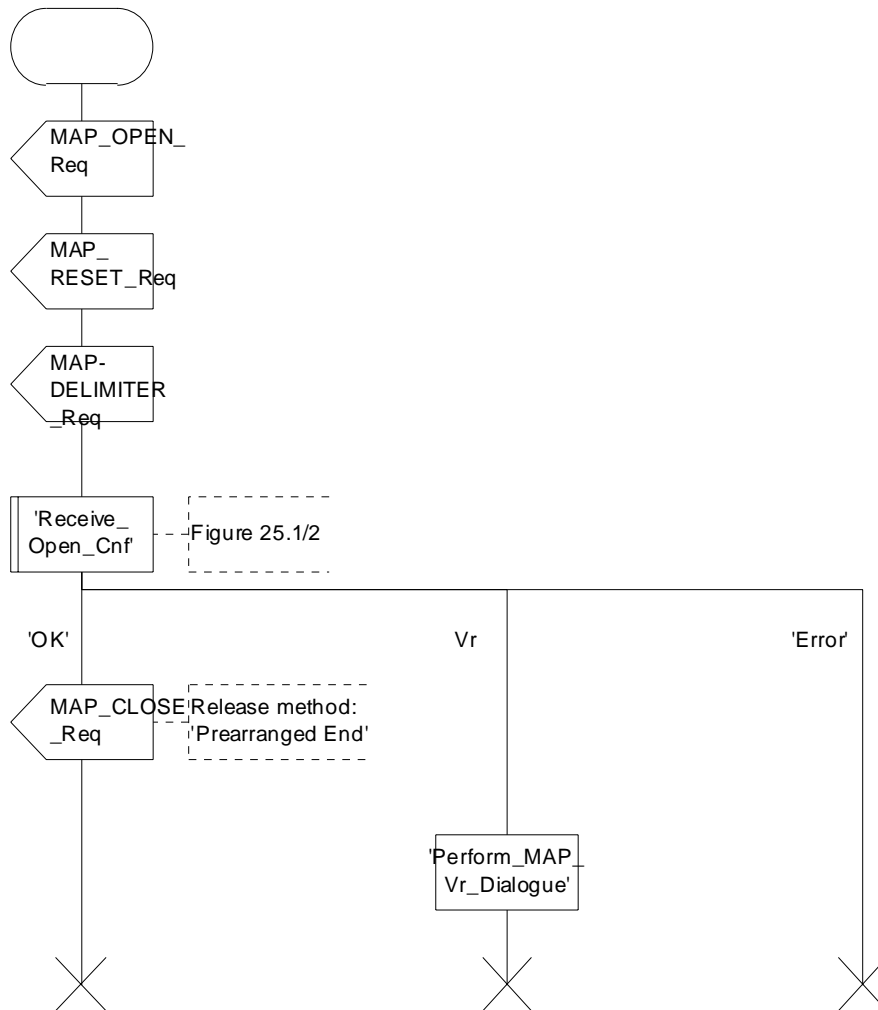 MAP_OPEN_
Req
MAP_
RESET_Req
MAP-
DELIMITER
_Req
'Receive_
Open_Cnf'
Figure 25.1/2
'OK'
Vr
'Error'
MAP_CLOSE
_Req
Release method:
'Prearranged End'
'Perform_MAP_
Vr_Dialogue'